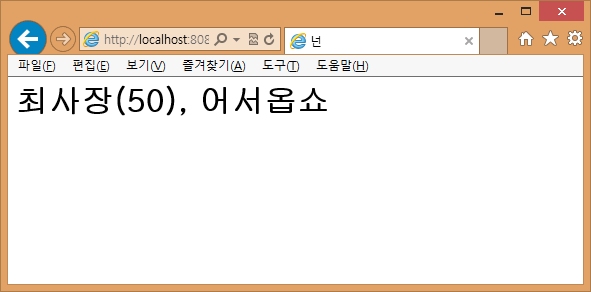 http://localhost:808
넌
파일(F) 편집(E) 보기(V) 즐겨찾기(A) 도구(T) 도움말(H)
최사장(50), 어서옵쇼